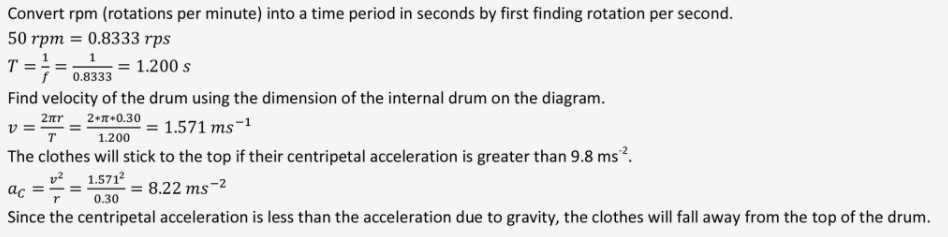 Convert rpm (rotations per minute) into a time period in seconds by first finding rotation per second.
50 rpm = 0.8333 rps
T = 1/f = 1/0.8333 = 1.200 s
Find velocity of the drum using the dimension of the internal drum on the diagram.
v = 2πr/T = 2*π*0.30/1.200 = 1.571 ms⁻¹
The clothes will stick to the top if their centripetal acceleration is greater than 9.8 ms⁻².
a_C = v²/r = 1.571²/0.30 = 8.22 ms⁻²
Since the centripetal acceleration is less than the acceleration due to gravity, the clothes will fall away from the top of the drum.